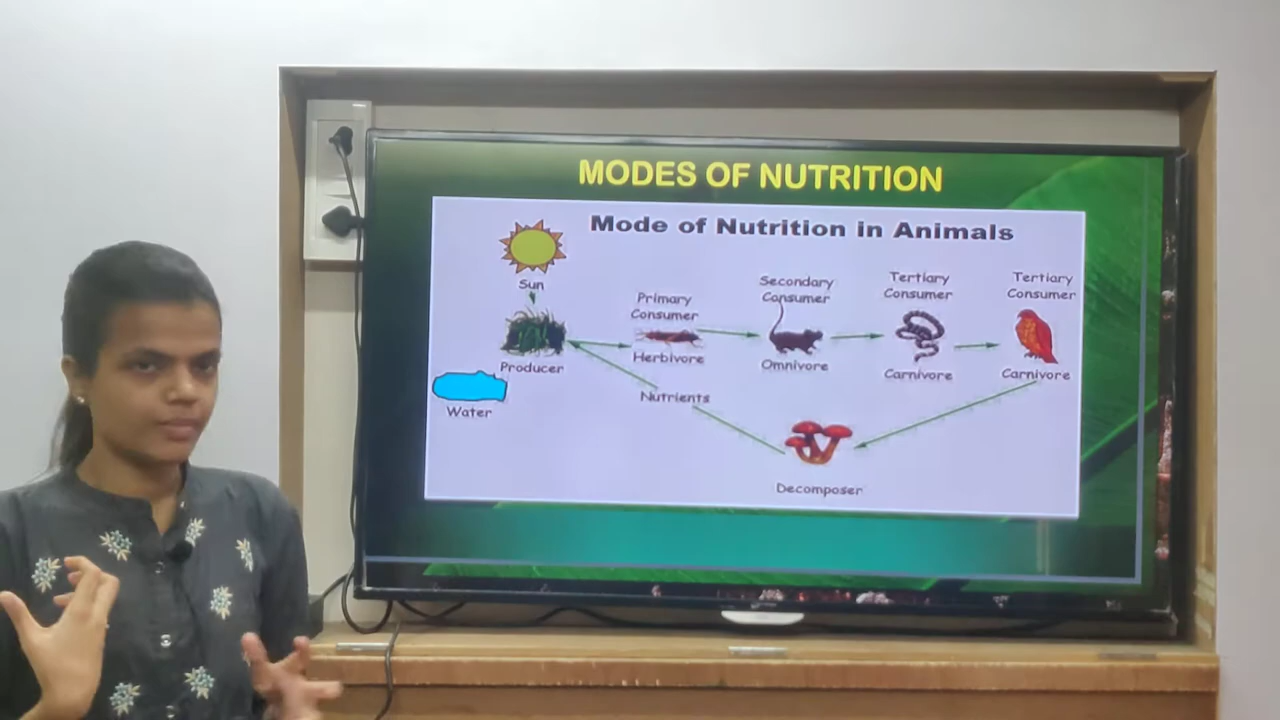 MODES OF NUTRITION
Mode of Nutrition in Animals
Sun
Producer
Water
Primary
Consumer
Herbivore
Secondary
Consumer
Omnivore
Tertiary
Consumer
Carnivore
Tertiary
Consumer
Carnivore
Nutrients
Decomposer